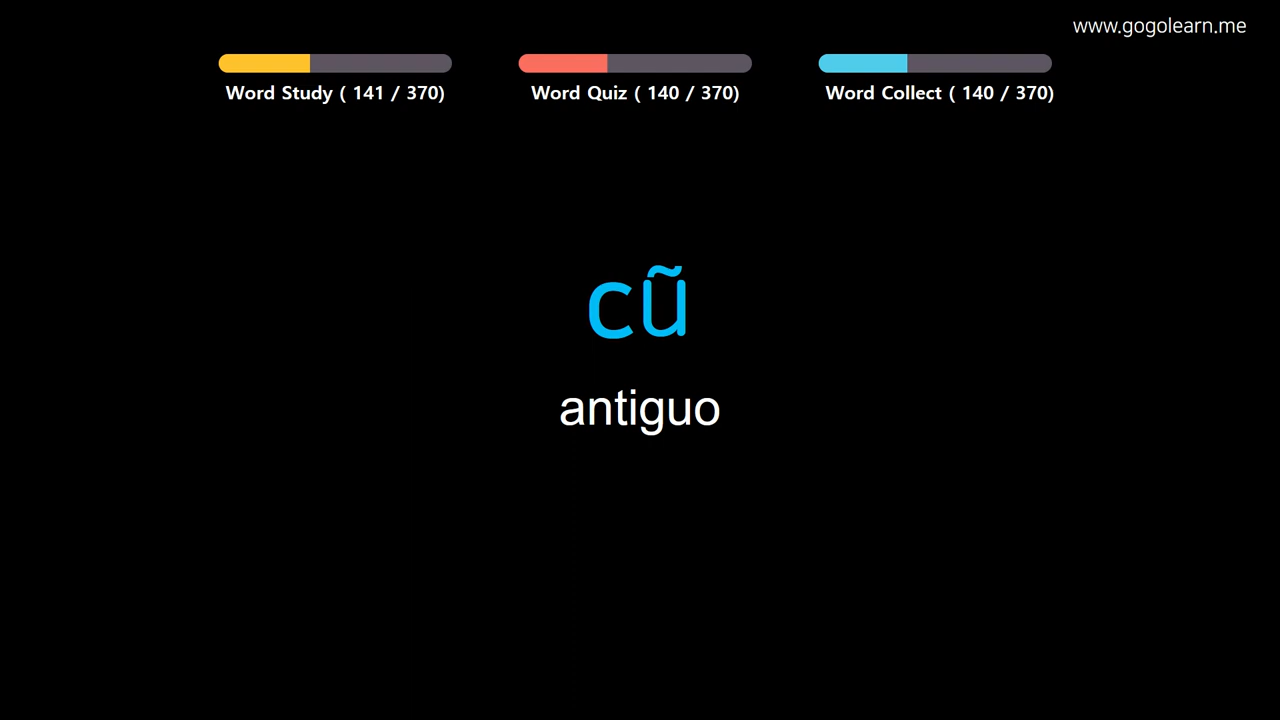 www.gogolearn.me
Word Study ( 141 / 370)
Word Quiz ( 140 / 370)
Word Collect ( 140 / 370)
cũ
antiguo